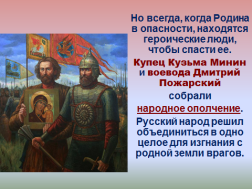 Но всегда, когда Родина
в опасности, находятся
героические люди,
чтобы спасти ее.
Купец Кузьма Минин
и воевода Дмитрий
Пожарский
собрали
народное ополчение.
Русский народ решил
объединиться в одно
целое для изгнания с
родной земли врагов.